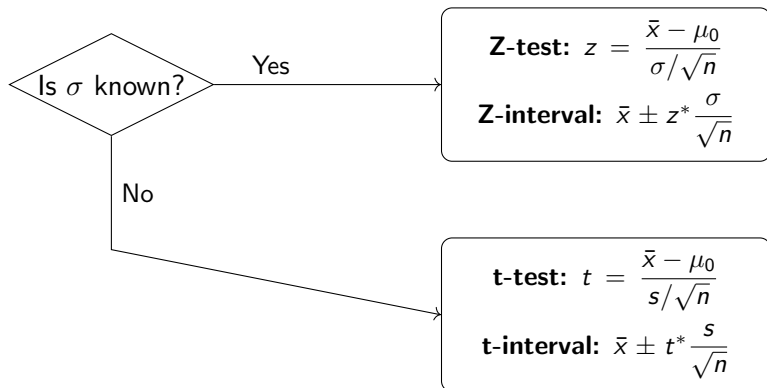 Is σ known?
Yes
Z-test: z = (x̄ − μ₀)/(σ/√n)
Z-interval: x̄ ± z* σ/√n
No
t-test: t = (x̄ − μ₀)/(s/√n)
t-interval: x̄ ± t* s/√n